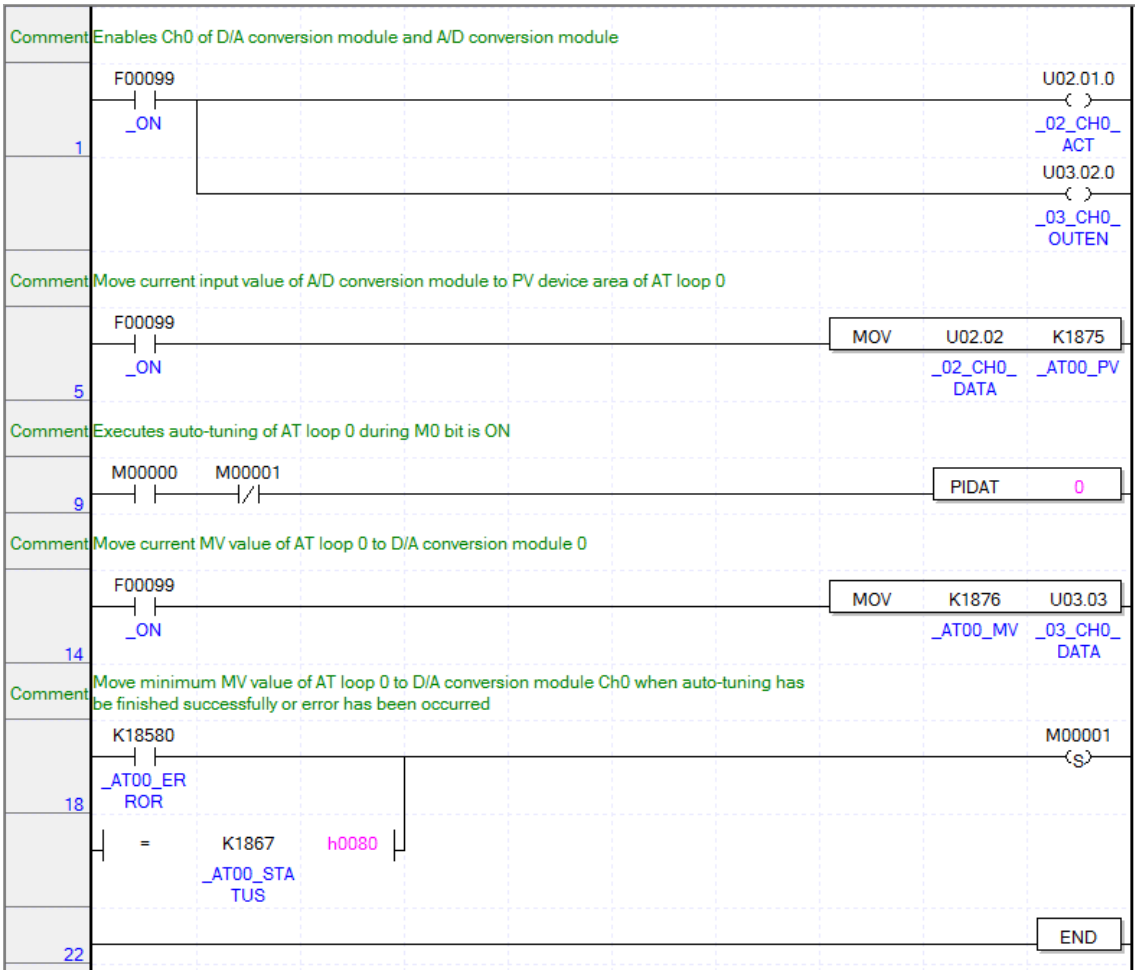 Comment Enables Ch0 of D/A conversion module and A/D conversion module
F00099 U02.01.0
_ON _02_CH0_
ACT
1
U03.02.0
_03_CH0_
OUTEN
Comment Move current input value of A/D conversion module to PV device area of AT loop 0
F00099
MOV U02.02 K1875
_ON _02_CH0_ _AT00_PV
DATA
5
Comment Executes auto-tuning of AT loop 0 during M0 bit is ON
M00000 M00001
PIDAT 0
9
Comment Move current MV value of AT loop 0 to D/A conversion module 0
F00099
MOV K1876 U03.03
_ON _AT00_MV _03_CH0_
DATA
14
Comment Move minimum MV value of AT loop 0 to D/A conversion module Ch0 when auto-tuning has
be finished successfully or error has been occurred
K18580 M00001
S
_AT00_ER
ROR
18
= K1867 h0080
_AT00_STA
TUS
END
22